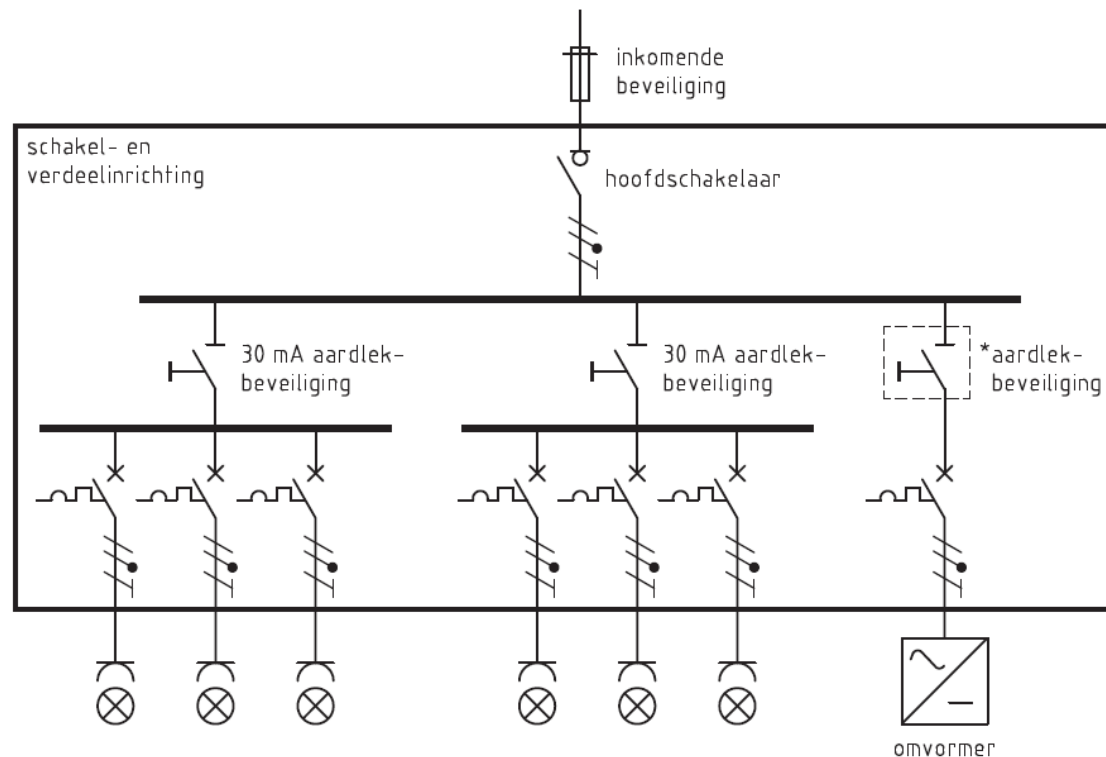 inkomende
beveiliging
schakel- en
verdeelinrichting
hoofdschakelaar
30 mA aardlek-
beveiliging
30 mA aardlek-
beveiliging
*aardlek-
beveiliging
omvormer